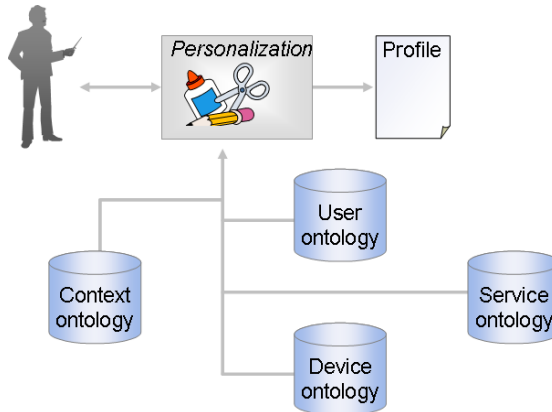 Personalization
Profile
User
ontology
Context
ontology
Service
ontology
Device
ontology